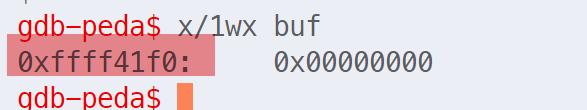 gdb-peda$ x/1wx buf
0xffff41f0:     0x00000000
gdb-peda$